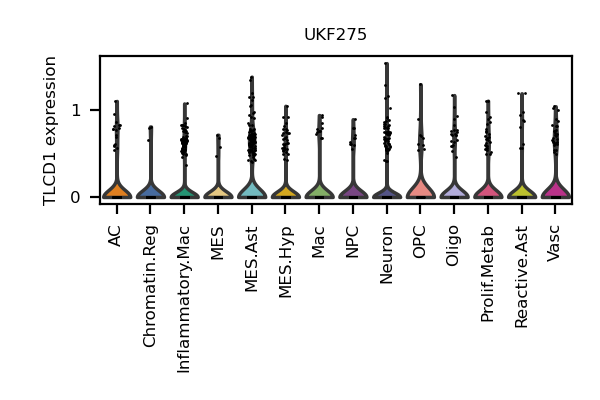 UKF275
TLCD1 expression
1
0
AC
Chromatin.Reg
Inflammatory.Mac
MES
MES.Ast
MES.Hyp
Mac
NPC
Neuron
OPC
Oligo
Prolif.Metab
Reactive.Ast
Vasc